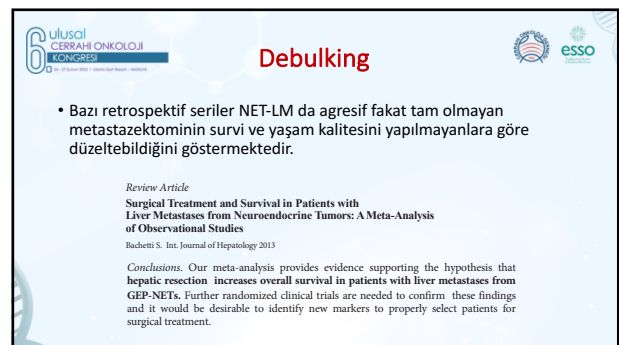 6 ulusal
CERRAHİ ONKOLOJİ
KONGRESİ
Debulking
esso
• Bazı retrospektif seriler NET-LM da agresif fakat tam olmayan
metastazektominin survi ve yaşam kalitesini yapılmayanlara göre
düzeltebildiğini göstermektedir.
Review Article
Surgical Treatment and Survival in Patients with
Liver Metastases from Neuroendocrine Tumors: A Meta-Analysis
of Observational Studies
Bachetti S. Int. Journal of Hepatology 2013
Conclusions. Our meta-analysis provides evidence supporting the hypothesis that
hepatic resection increases overall survival in patients with liver metastases from
GEP-NETs. Further randomized clinical trials are needed to confirm these findings
and it would be desirable to identify new markers to properly select patients for
surgical treatment.